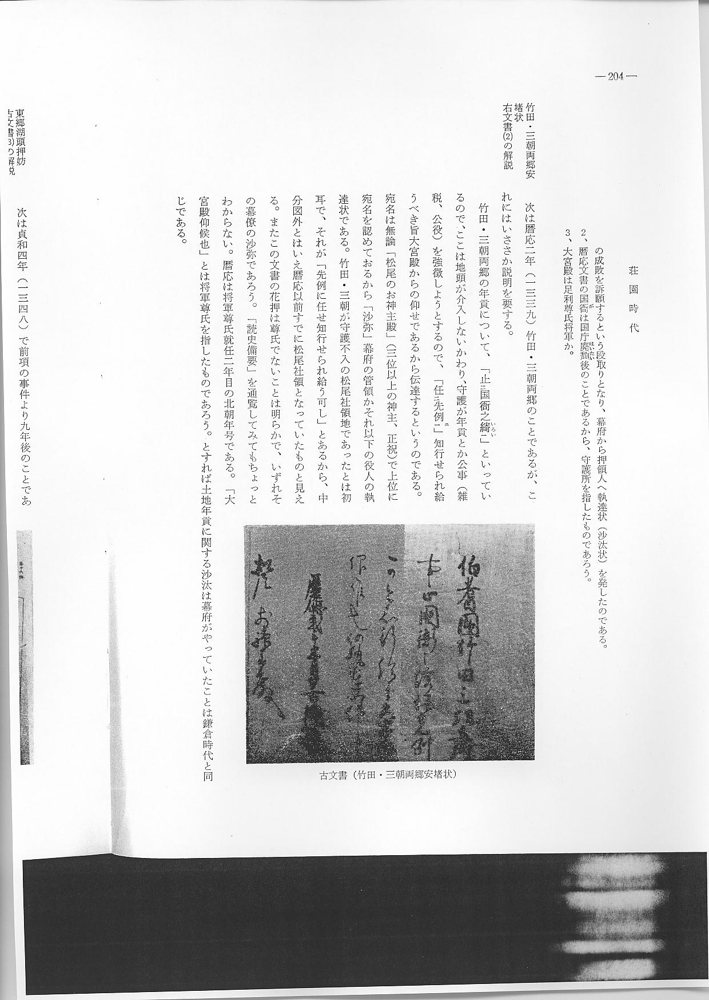 —204—
荘園時代
の成敗を訴願するという段取りとなり、幕府から押領人へ執達状（沙汰状）を発したのである。
2、暦応文書の国衙は国庁廃頽後のことであるから、守護所を指したものであろう。
が
はいたい
3、大宮殿は足利尊氏将軍か。
竹田・三朝両郷安
堵状
右文書(2)の解説
次は暦応二年（一三三九）竹田・三朝両郷のことであるが、こ
れにはいささか説明を要する。
竹田・三朝両郷の年貢について、「止二国衙之綺一」といってい
いろい
るので、ここは地頭が介入しないかわり、守護が年貢とか公事（雑
税、公役）を強徴しようとするので、「任二先例一ニ」知行せられ給
うべき旨大宮殿からの仰せであるから伝達するというのである。
宛名は無論「松尾のお神主殿」（三位以上の神主、正祝）で上位に
宛名を認めておるから「沙弥」幕府の管領かそれ以下の役人の執
達状である。竹田・三朝が守護不入の松尾社領地であったとは初
耳で、それが「先例に任せ知行せられ給う可し」とあるから、中
分図外とはいえ暦応以前すでに松尾社領となっていたものと見え
る。またこの文書の花押は尊氏でないことは明らかで、いずれそ
の幕僚の沙弥であろう。「読史備要」を通覧してみてもちょっと
わからない。暦応は将軍尊氏就任二年目の北朝年号である。「大
宮殿仰候也」とは将軍尊氏を指したものであろう。とすれば土地年貢に関する沙汰は幕府がやっていたことは鎌倉時代と同
じである。
伯耆国竹田三朝
古文書（竹田・三朝両郷安堵状）
東郷湖頭押妨
古文書(3)の解説
次は貞和四年（一三四八）で前項の事件より九年後のことであ